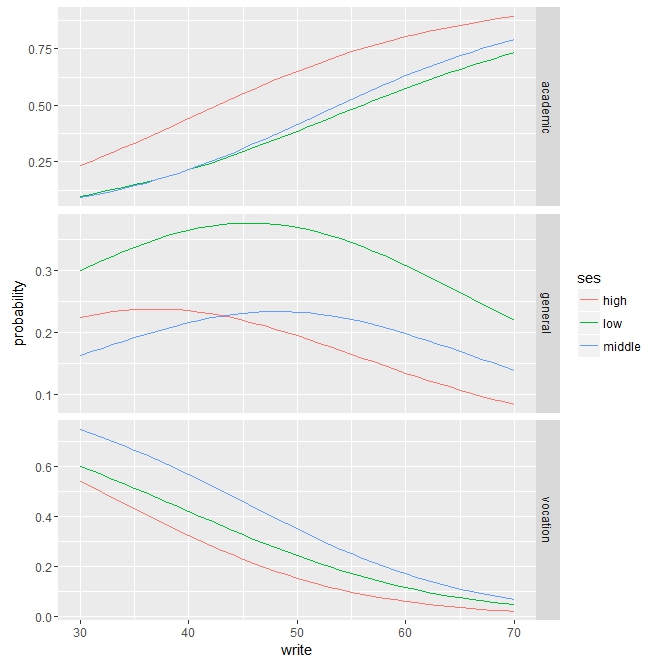 0.75
0.50
0.25
academic
0.3
0.2
0.1
general
0.6
0.4
0.2
0.0
vocation
30 40 50 60 70
write
probability
ses
high
low
middle